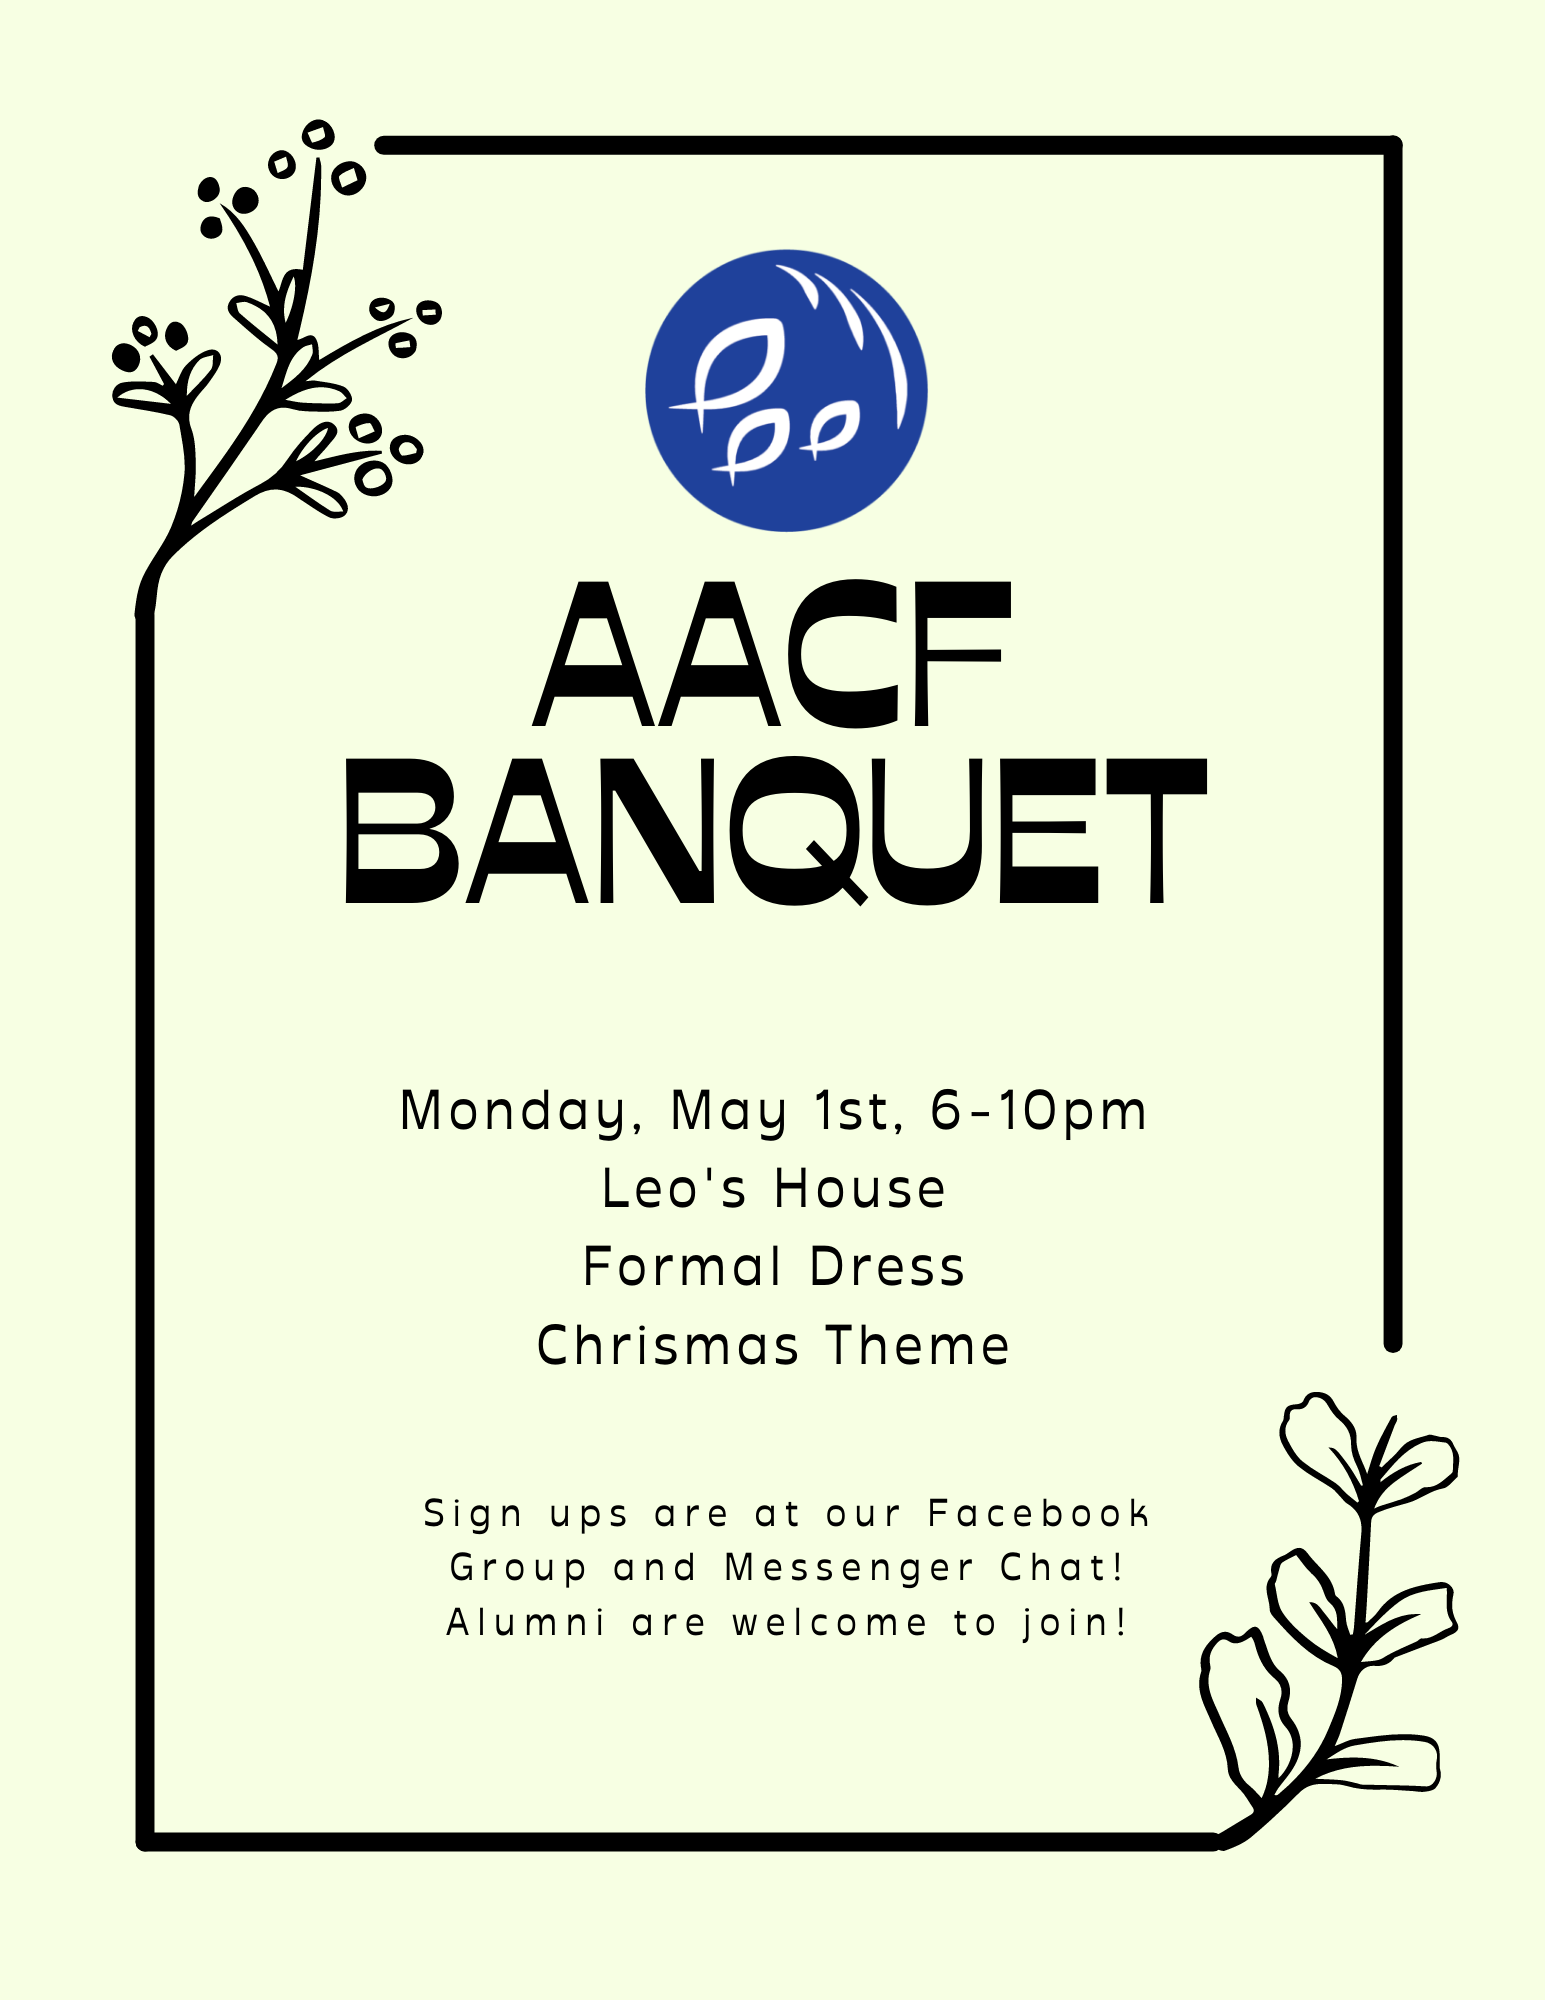 AACF
BANQUET
Monday, May 1st, 6-10pm
Leo's House
Formal Dress
Chrismas Theme
Sign ups are at our Facebook
Group and Messenger Chat!
Alumni are welcome to join!